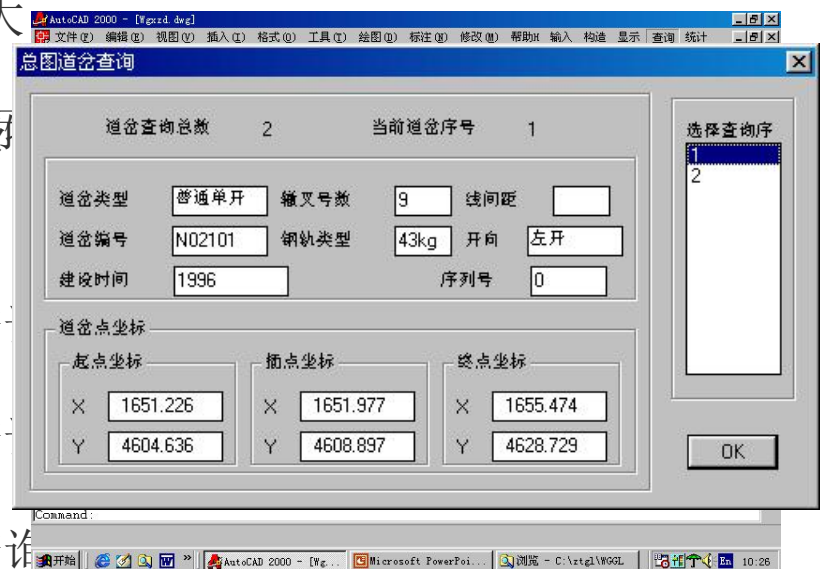 AutoCAD 2000 - [Wgxzd.dwg]
文件(F) 编辑(E) 视图(V) 插入(I) 格式(O) 工具(T) 绘图(D) 标注(N) 修改(M) 帮助H 输入 构造 显示 查询 统计
总图道岔查询
道岔查询总数 2 当前道岔序号 1
选择查询序
1
2
道岔类型 普通单开 辙叉号数 9 线间距
道岔编号 N02101 钢轨类型 43kg 开向 左开
建设时间 1996 序列号 0
道岔点坐标
起点坐标 插点坐标 终点坐标
X 1651.226 X 1651.977 X 1655.474
Y 4604.636 Y 4608.897 Y 4628.729
OK
Command:
开始 » AutoCAD 2000 - [Wg... Microsoft PowerPoi... 浏览 - C:\ztgl\WGGL En 10:26